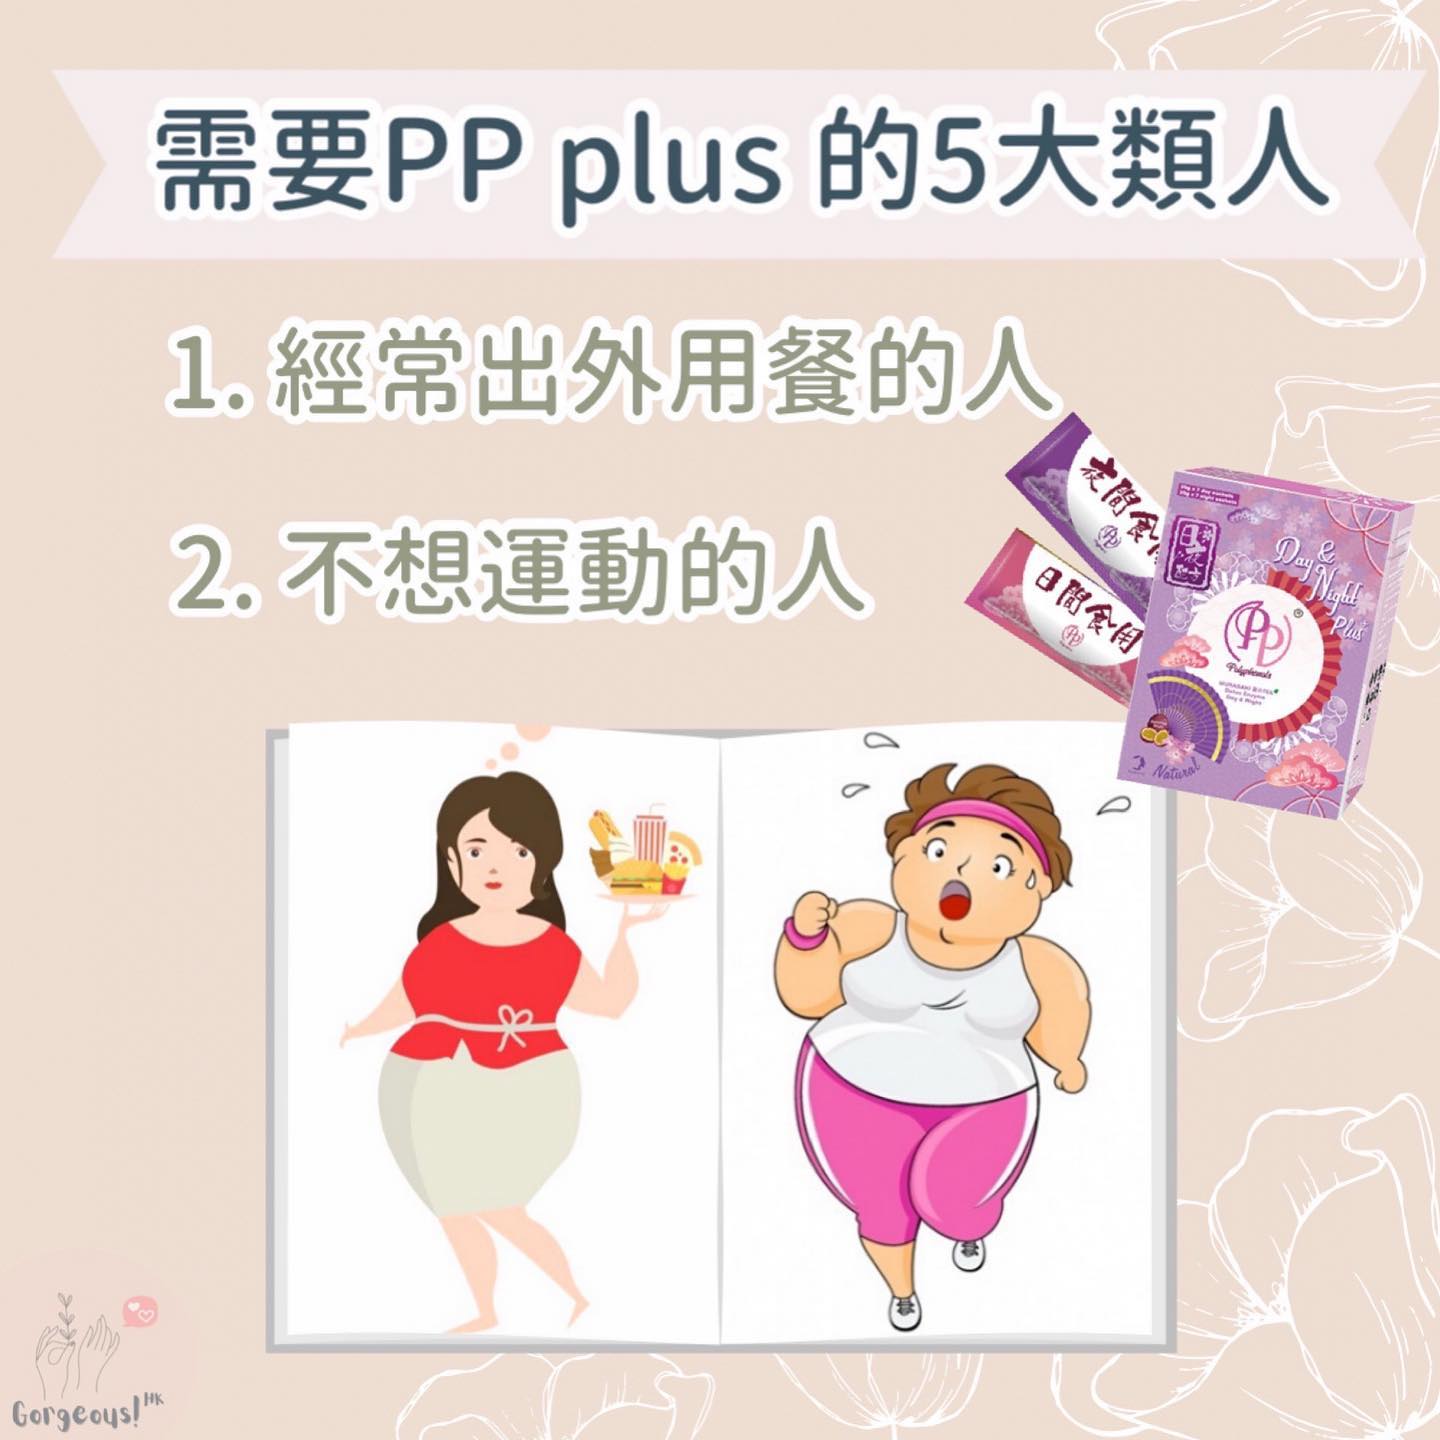 需要PP plus 的5大類人
1. 經常出外用餐的人
2. 不想運動的人
夜間食用
日間食用
Day &
Night
Plus
PP
Polyphenols
Natural
Gorgeous! HK